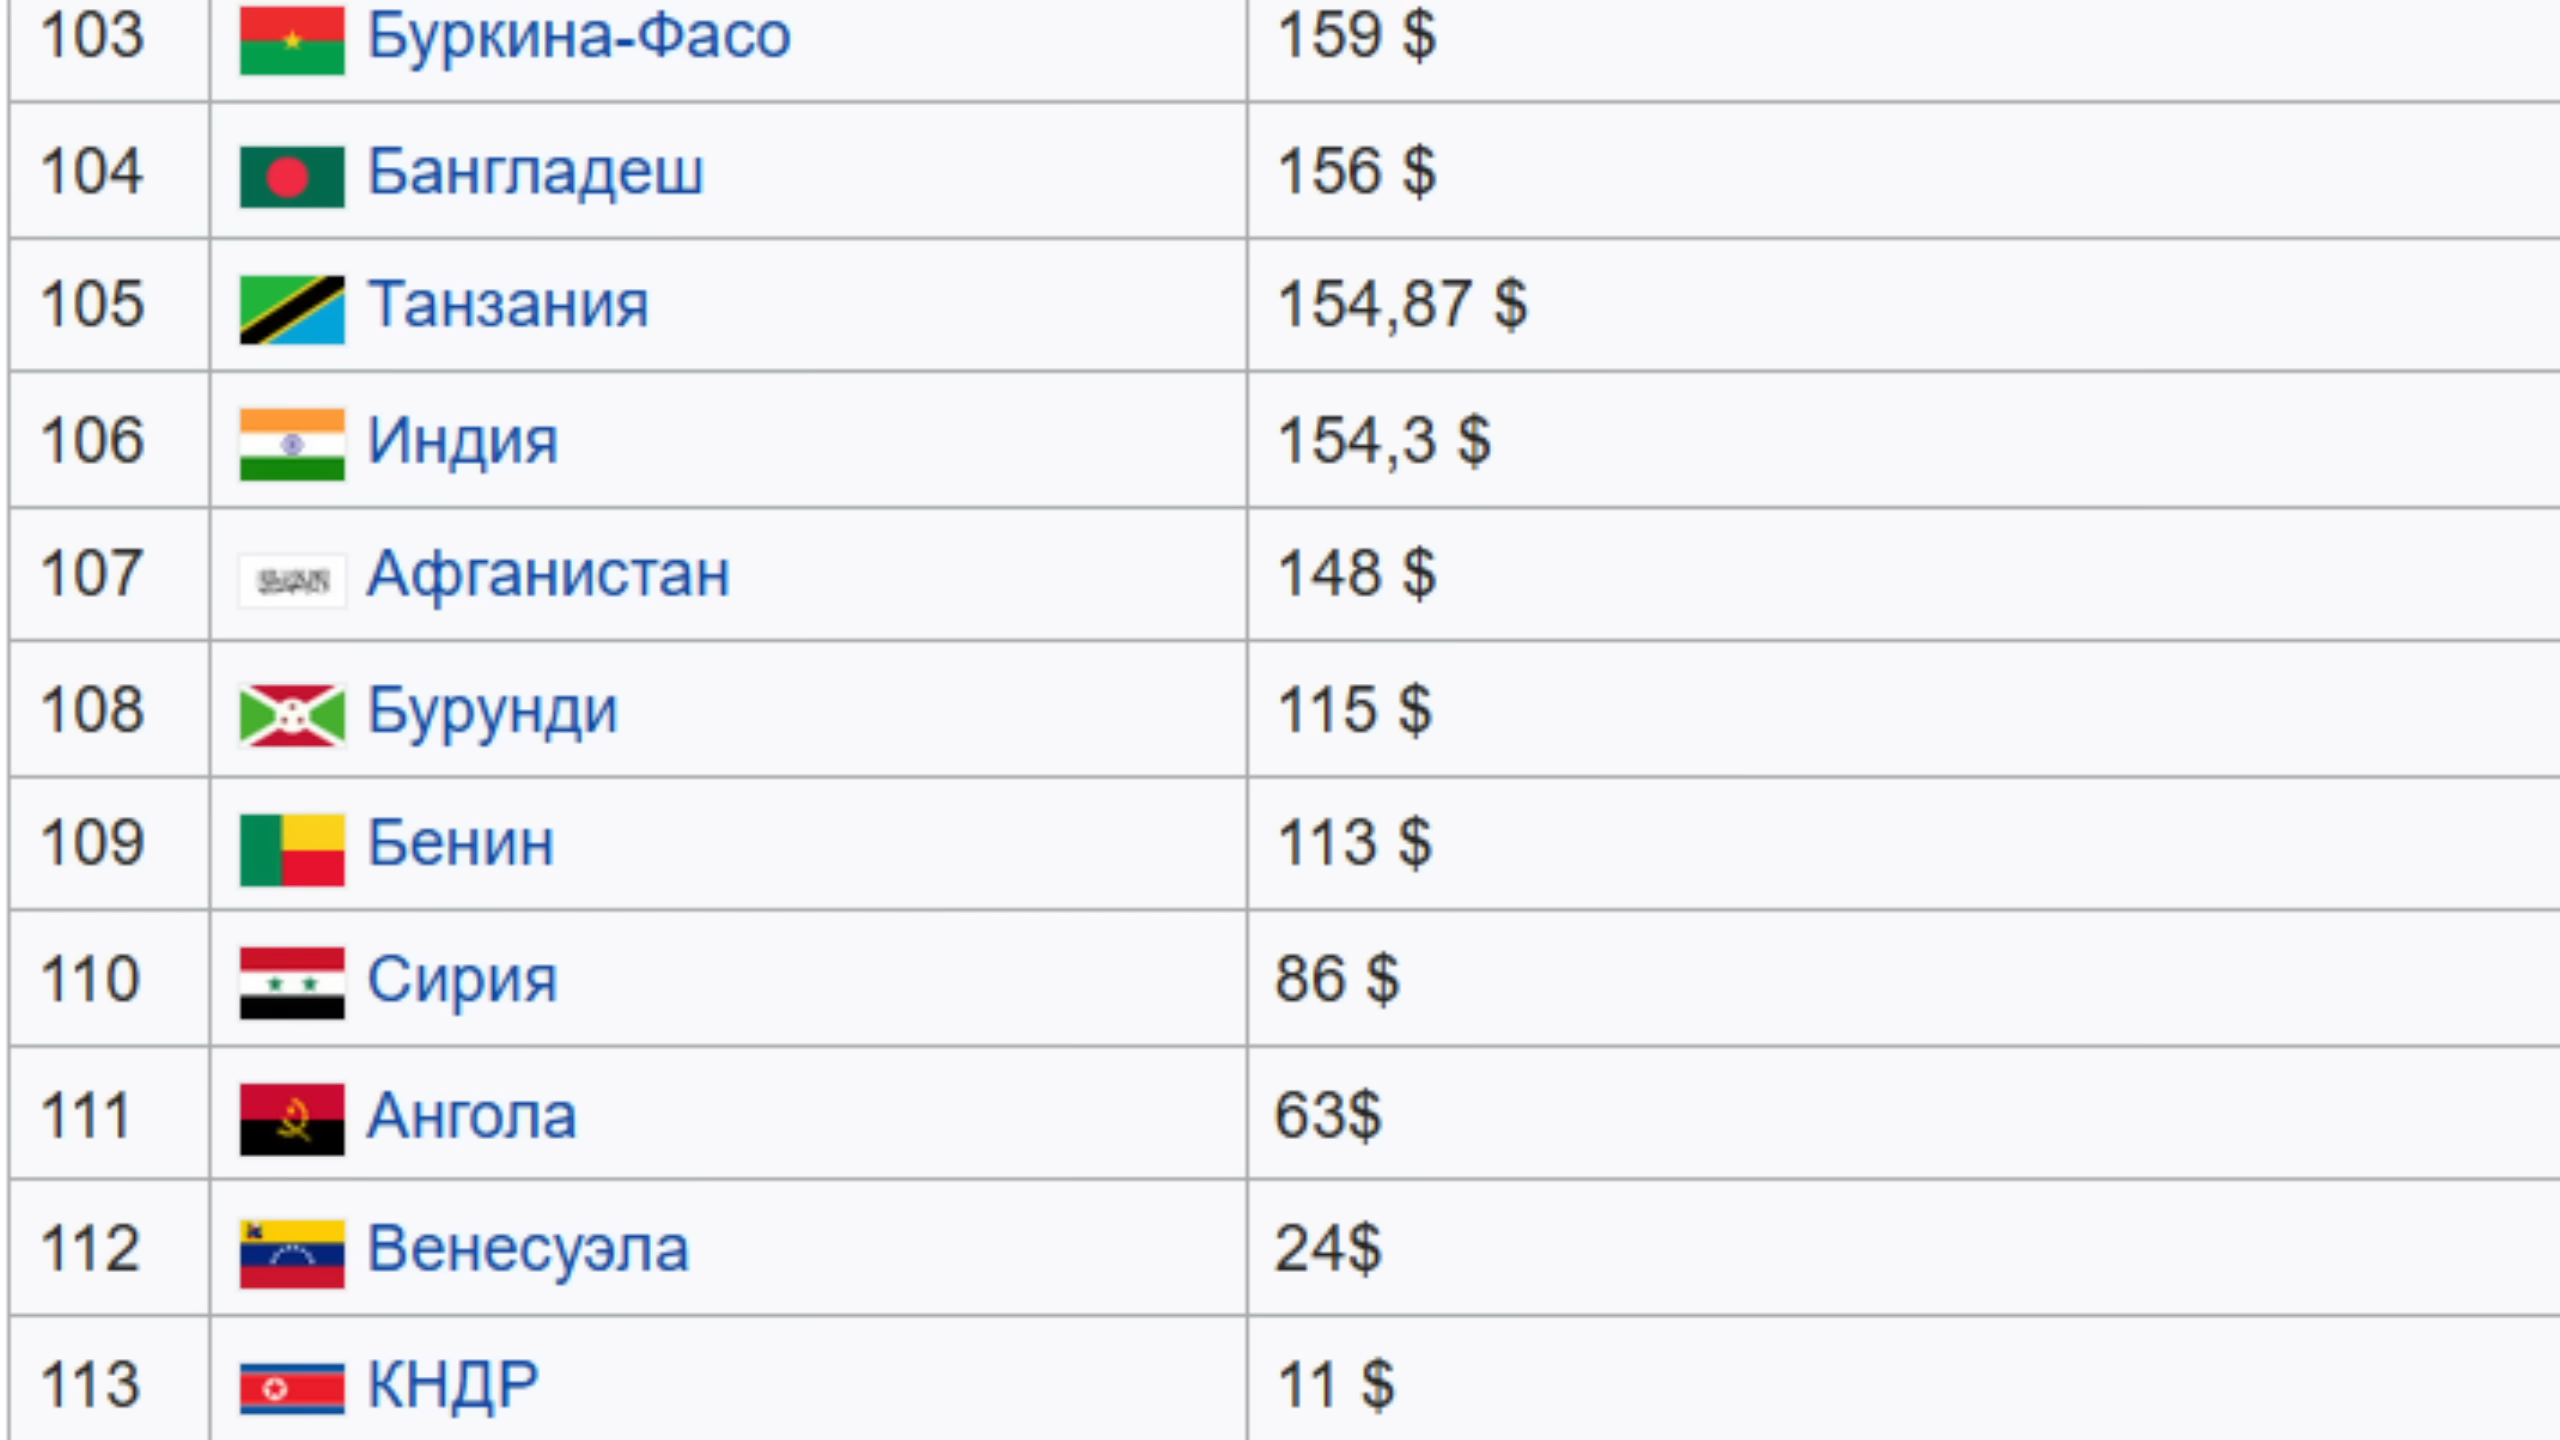 103 Буркина-Фасо 159 $
104 Бангладеш 156 $
105 Танзания 154,87 $
106 Индия 154,3 $
107 Афганистан 148 $
108 Бурунди 115 $
109 Бенин 113 $
110 Сирия 86 $
111 Ангола 63$
112 Венесуэла 24$
113 КНДР 11 $